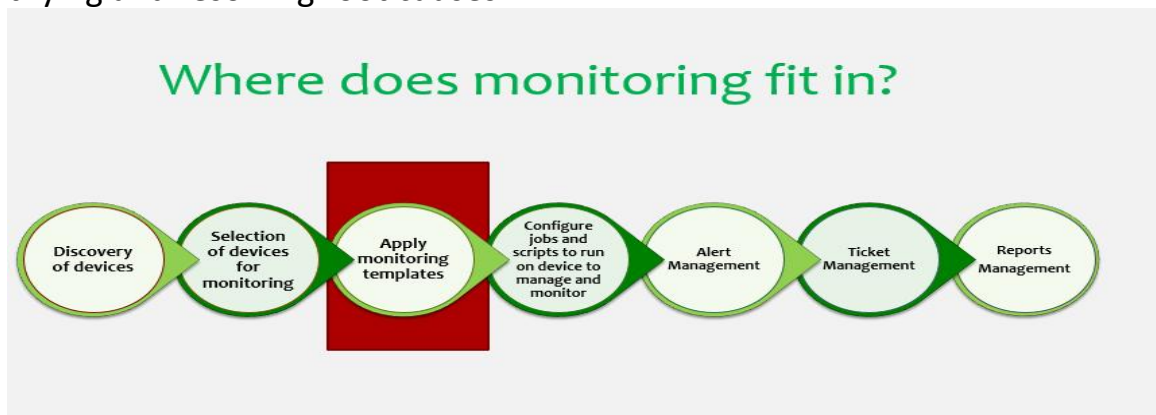 Where does monitoring fit in?
Discovery
of devices
Selection
of devices
for
monitoring
Apply
monitoring
templates
Configure
jobs and
scripts to run
on device to
manage and
monitor
Alert
Management
Ticket
Management
Reports
Management